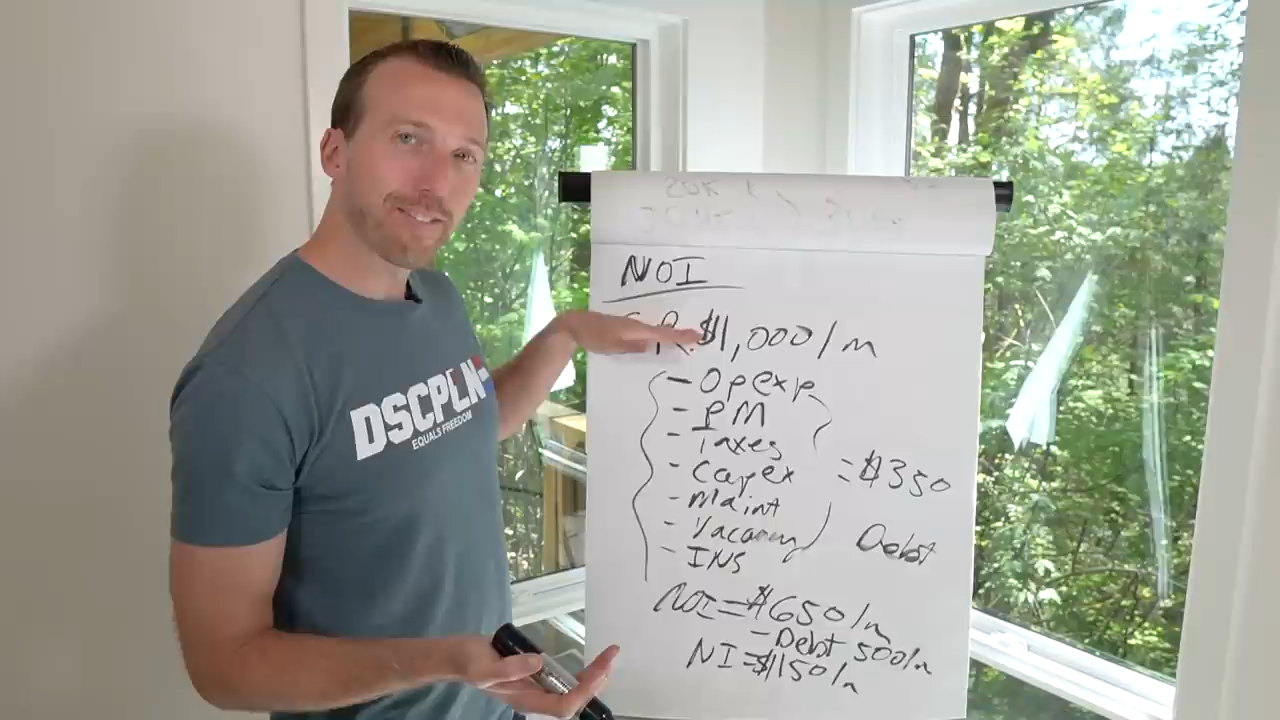 DSCPLN
EQUALS FREEDOM
20K
NOI
G.R. $1,000/m
- Opexp.
- PM
- Taxes
- Capex = $350
- Maint
- Vacancy Debt
- INS
NOI = $650/m
- Debt 500/m
NI = $150/m